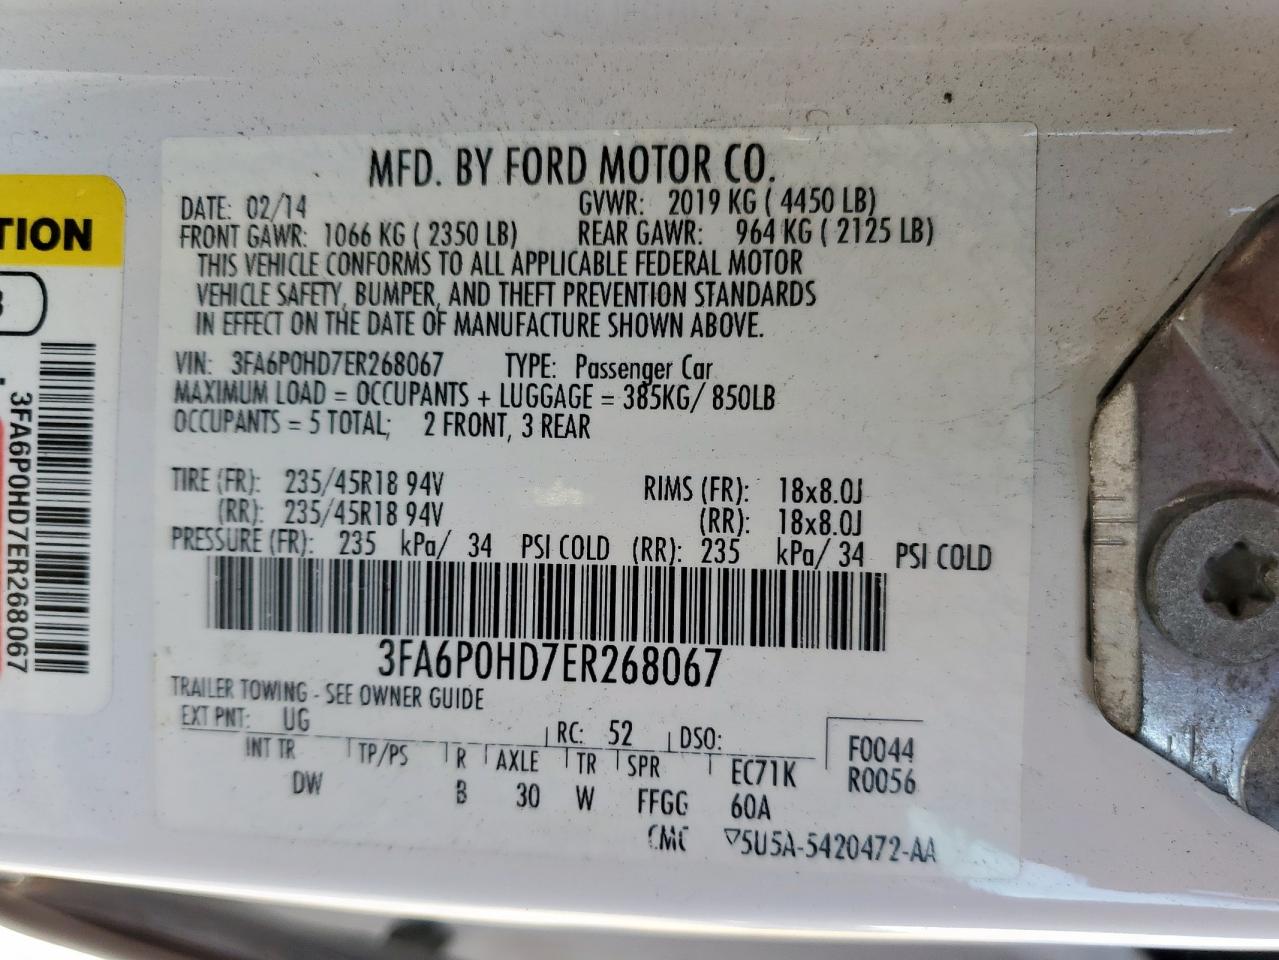 MFD. BY FORD MOTOR CO.
DATE: 02/14 GVWR: 2019 KG ( 4450 LB)
FRONT GAWR: 1066 KG ( 2350 LB) REAR GAWR: 964 KG ( 2125 LB)
THIS VEHICLE CONFORMS TO ALL APPLICABLE FEDERAL MOTOR
VEHICLE SAFETY, BUMPER, AND THEFT PREVENTION STANDARDS
IN EFFECT ON THE DATE OF MANUFACTURE SHOWN ABOVE.
VIN: 3FA6P0HD7ER268067 TYPE: Passenger Car
MAXIMUM LOAD = OCCUPANTS + LUGGAGE = 385KG/ 850LB
OCCUPANTS = 5 TOTAL; 2 FRONT, 3 REAR
TIRE (FR): 235/45R18 94V RIMS (FR): 18x8.0J
(RR): 235/45R18 94V (RR): 18x8.0J
PRESSURE (FR): 235 kPa/ 34 PSI COLD (RR): 235 kPa/ 34 PSI COLD
3FA6P0HD7ER268067
TRAILER TOWING - SEE OWNER GUIDE
EXT PNT: UG RC: 52 DSO: F0044
INT TR TP/PS R AXLE TR SPR EC71K R0056
DW B 30 W FFGG 60A
CMC ▽5U5A-5420472-AA
TION
3FA6P0HD7ER268067